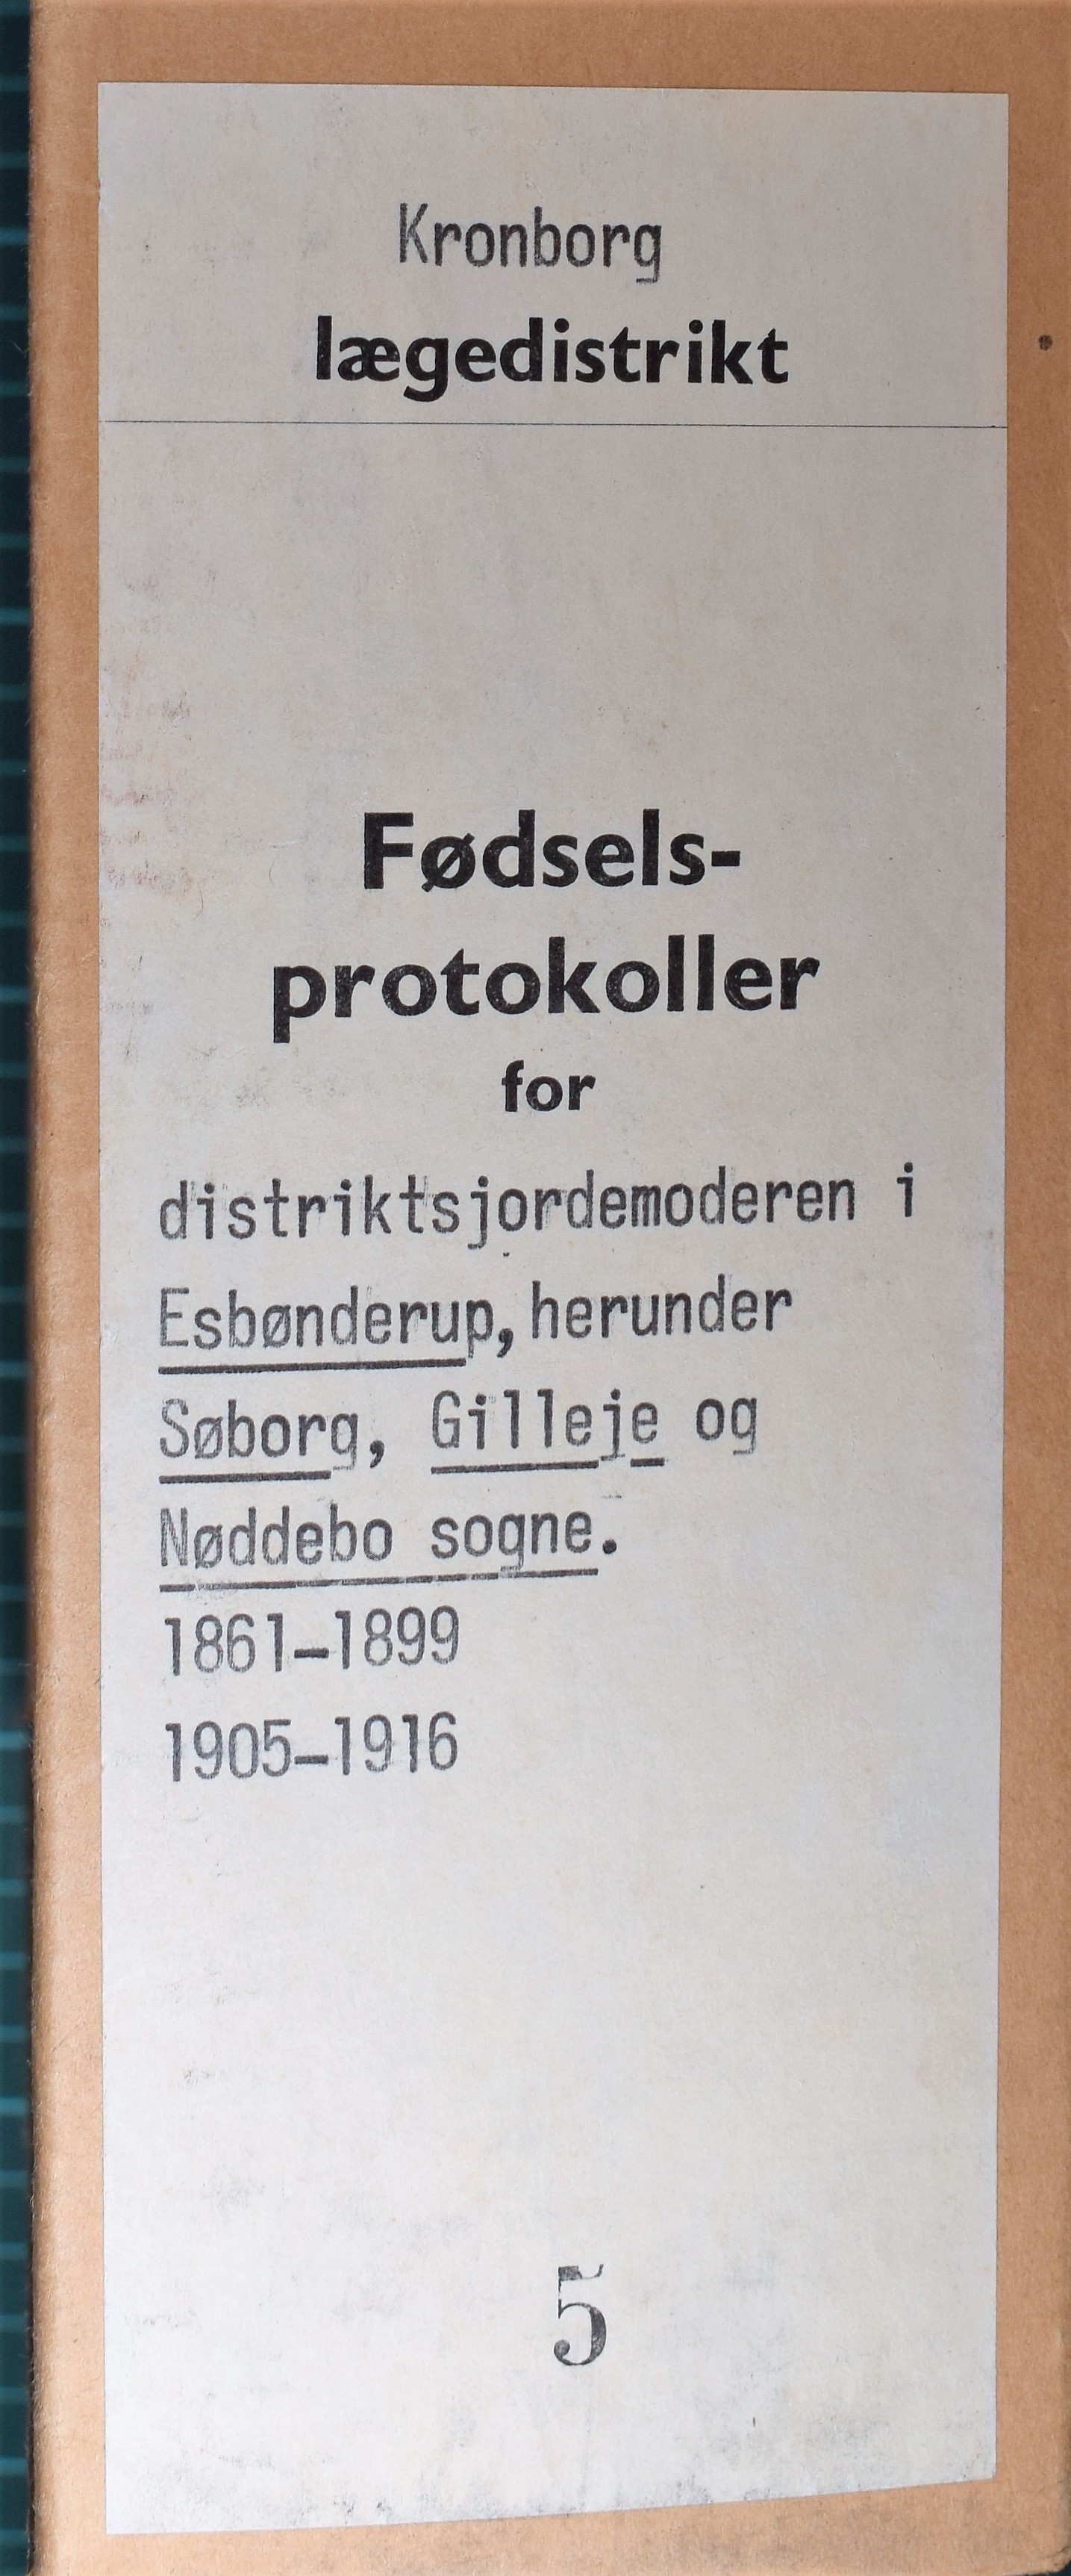 Kronborg
lægedistrikt
Fødsels-
protokoller
for
distriktsjordemoderen i
Esbønderup, herunder
Søborg, Gilleje og
Nøddebo sogne.
1861-1899
1905-1916
5